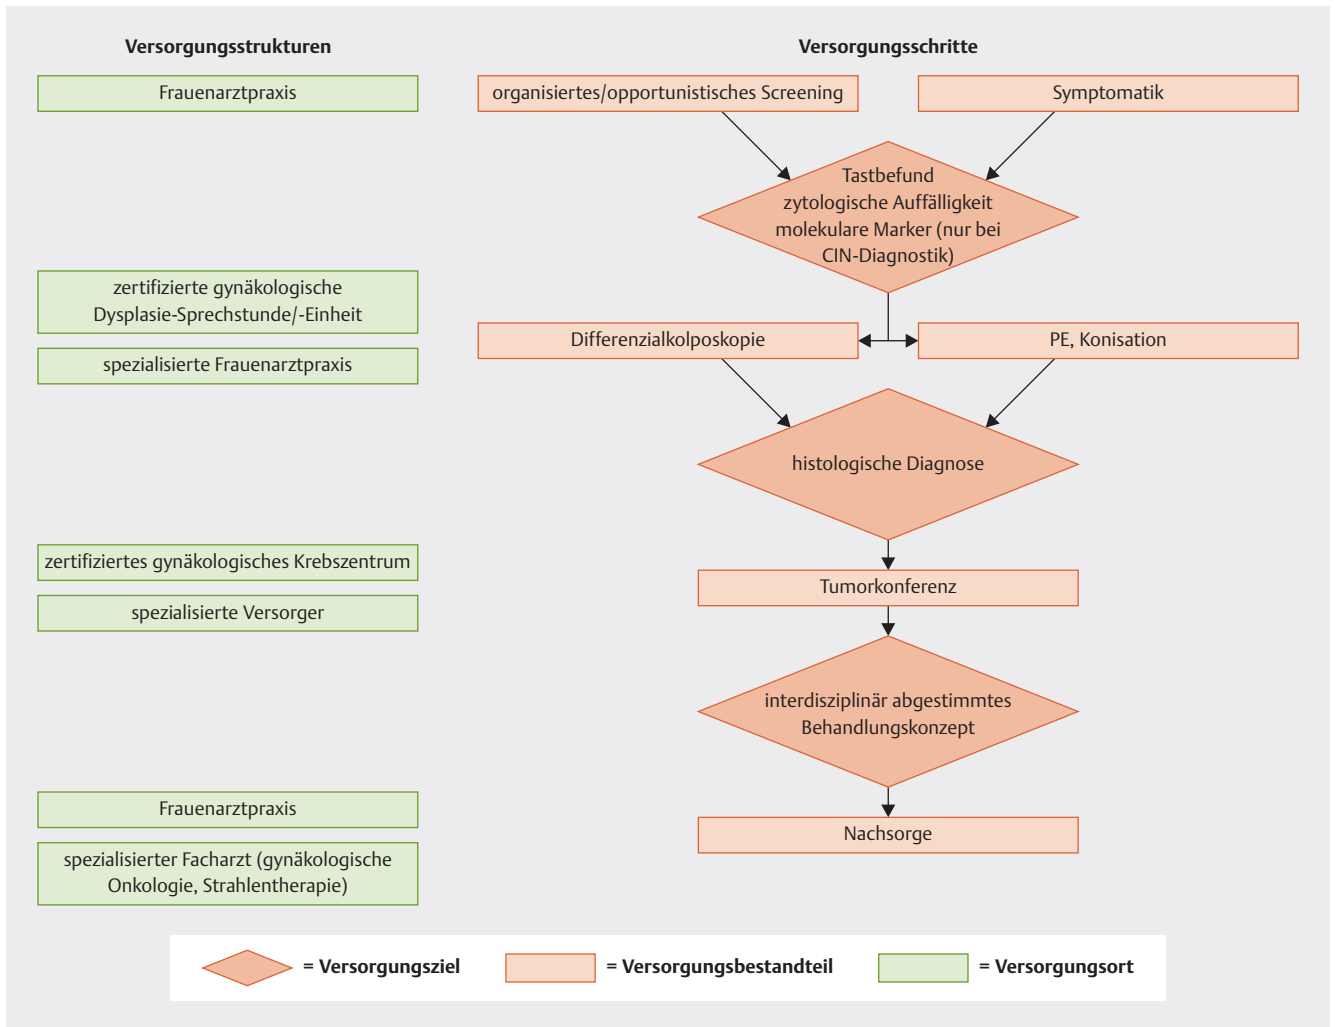 Versorgungsstrukturen
Versorgungsschritte
Frauenarztpraxis
organisiertes/opportunistisches Screening
Symptomatik
Tastbefund
zytologische Auffälligkeit
molekulare Marker (nur bei
CIN-Diagnostik)
zertifizierte gynäkologische
Dysplasie-Sprechstunde/-Einheit
Differenzialkolposkopie
PE, Konisation
spezialisierte Frauenarztpraxis
histologische Diagnose
zertifiziertes gynäkologisches Krebszentrum
Tumorkonferenz
spezialisierte Versorger
interdisziplinär abgestimmtes
Behandlungskonzept
Frauenarztpraxis
Nachsorge
spezialisierter Facharzt (gynäkologische
Onkologie, Strahlentherapie)
= Versorgungsziel
= Versorgungsbestandteil
= Versorgungsort